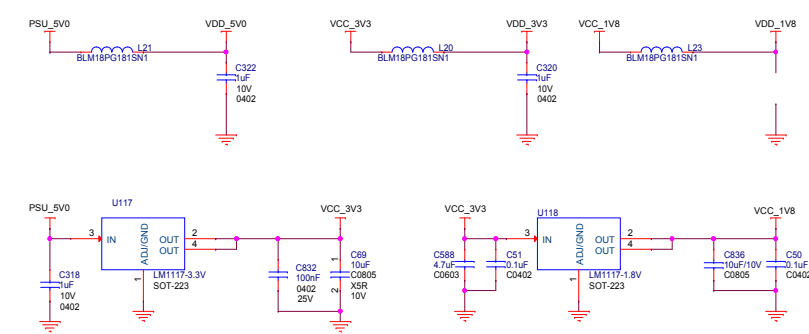 PSU_5V0
VDD_5V0
L21
BLM18PG181SN1
C322
1uF
10V
0402
VCC_3V3
VDD_3V3
L20
BLM18PG181SN1
C320
1uF
10V
0402
VCC_1V8
VDD_1V8
L23
BLM18PG181SN1
PSU_5V0
U117
3
IN
ADJ/GND
OUT
OUT
2
4
1
LM1117-3.3V
SOT-223
C318
1uF
10V
0402
VCC_3V3
C832
100nF
0402
25V
1
2
C69
10uF
C0805
X5R
10V
VCC_3V3
C588
4.7uF
C0603
C51
0.1uF
C0402
U118
3
IN
ADJ/GND
OUT
OUT
2
4
1
LM1117-1.8V
SOT-223
VCC_1V8
C836
10uF/10V
C0805
C50
0.1uF
C0402